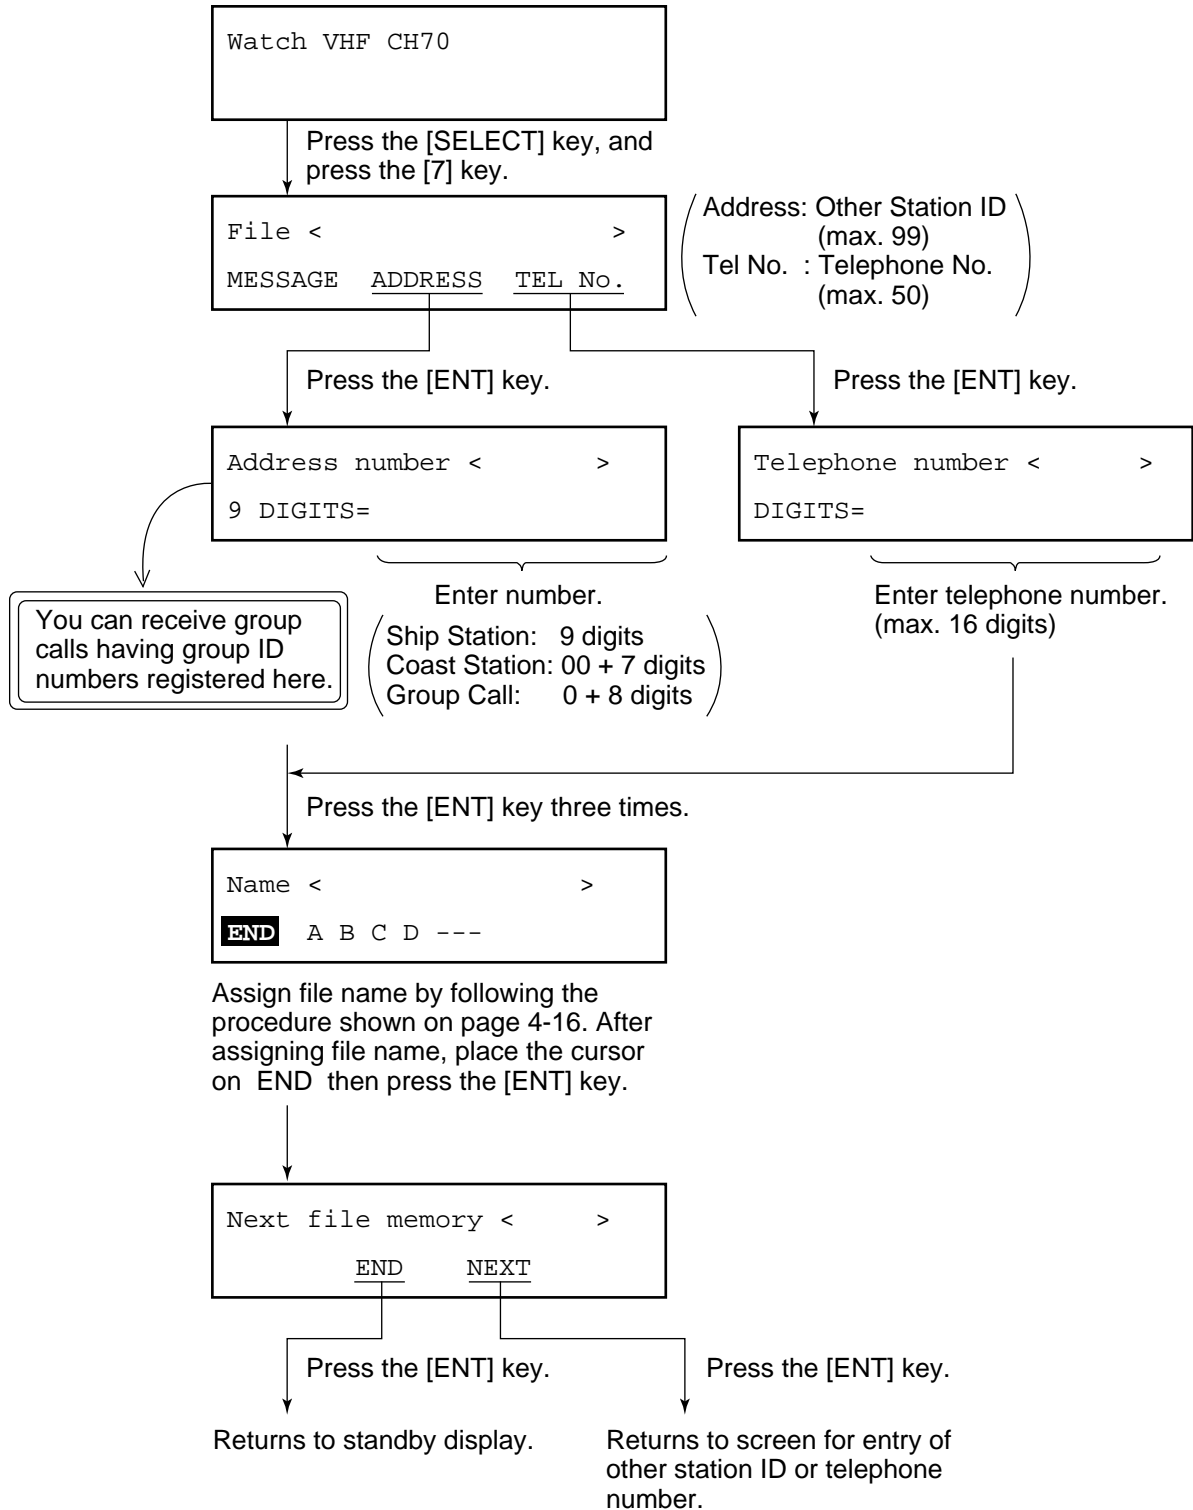 Watch VHF CH70
Press the [SELECT] key, and
press the [7] key.
File < >
MESSAGE ADDRESS TEL No.
Address: Other Station ID
(max. 99)
Tel No. : Telephone No.
(max. 50)
Press the [ENT] key.
Press the [ENT] key.
Address number < >
9 DIGITS=
Telephone number < >
DIGITS=
You can receive group
calls having group ID
numbers registered here.
Enter number.
Ship Station: 9 digits
Coast Station: 00 + 7 digits
Group Call: 0 + 8 digits
Enter telephone number.
(max. 16 digits)
Press the [ENT] key three times.
Name < >
END A B C D ---
Assign file name by following the
procedure shown on page 4-16. After
assigning file name, place the cursor
on END then press the [ENT] key.
Next file memory < >
END NEXT
Press the [ENT] key.
Press the [ENT] key.
Returns to standby display.
Returns to screen for entry of
other station ID or telephone
number.